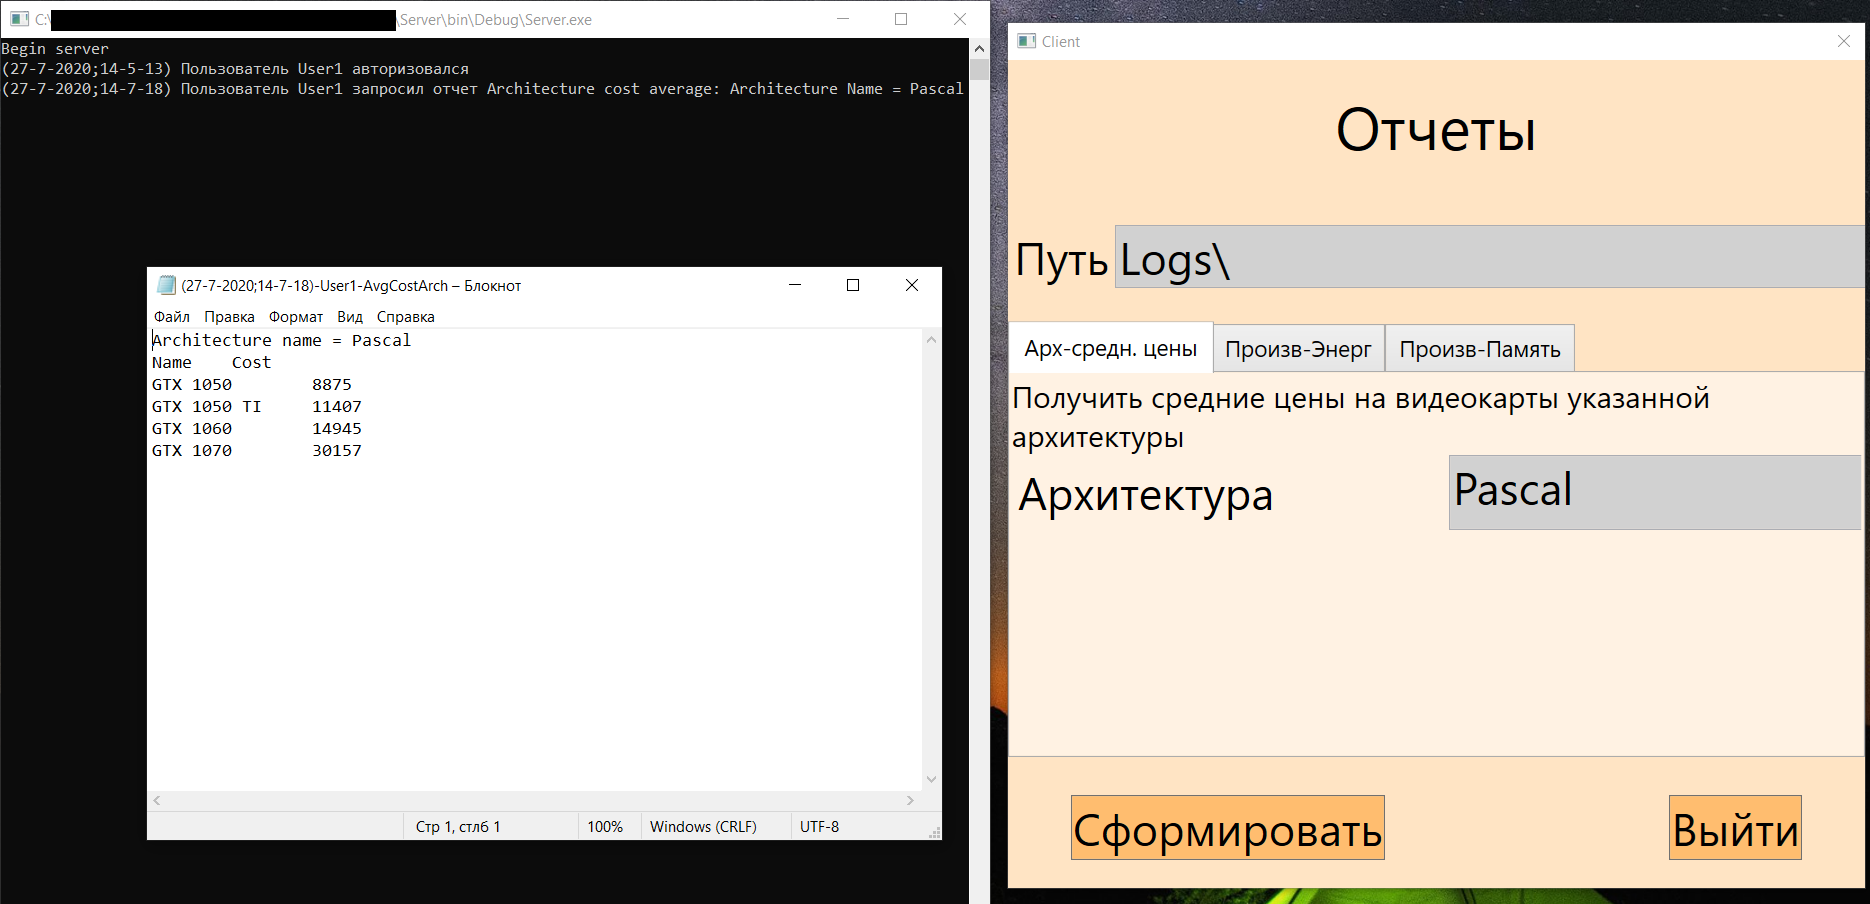 C:\ \Server\bin\Debug\Server.exe
Begin server
(27-7-2020;14-5-13) Пользователь User1 авторизовался
(27-7-2020;14-7-18) Пользователь User1 запросил отчет Architecture cost average: Architecture Name = Pascal
(27-7-2020;14-7-18)-User1-AvgCostArch – Блокнот
Файл Правка Формат Вид Справка
Architecture name = Pascal
Name Cost
GTX 1050 8875
GTX 1050 TI 11407
GTX 1060 14945
GTX 1070 30157
Стр 1, стлб 1 100% Windows (CRLF) UTF-8
Client
Отчеты
Путь Logs\
Арх-средн. цены Произв-Энерг Произв-Память
Получить средние цены на видеокарты указанной
архитектуры
Архитектура Pascal
Сформировать Выйти